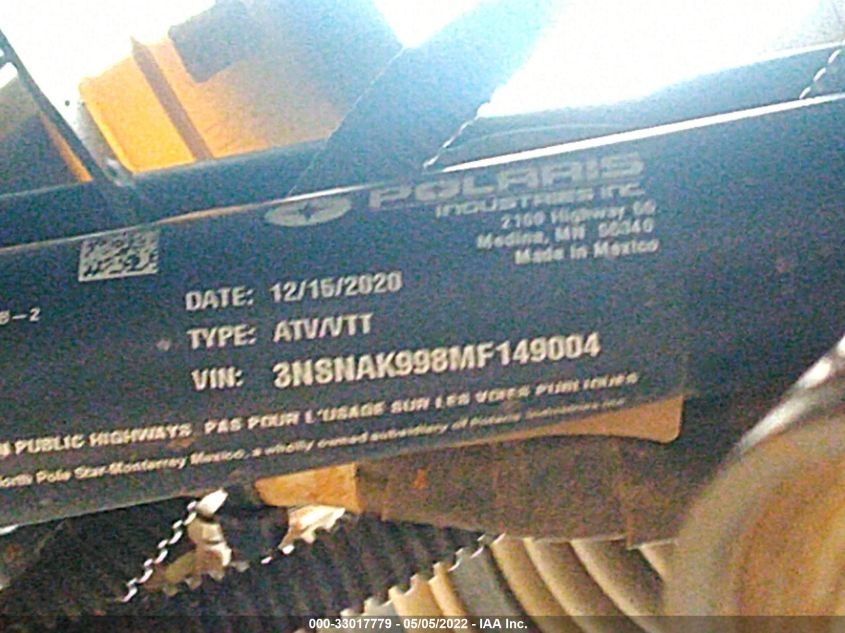 POLARIS
INDUSTRIES INC.
2100 Highway 55
Medina, MN 55340
Made in Mexico
DATE: 12/15/2020
TYPE: ATV/VTT
VIN: 3NSNAK998MF149004
PUBLIC HIGHWAYS. PAS POUR L'USAGE SUR LES VOIES PUBLIQUES
North Pole Star-Monterrey Mexico, a wholly owned subsidiary of Polaris Industries Inc.
000-33017779 - 05/05/2022 - IAA Inc.